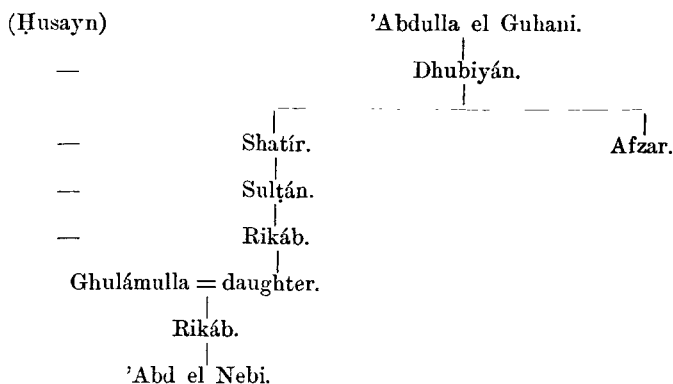 (Ḥusayn) 'Abdulla el Guhani.
— Dhubiyán.
— Shatír. Afzar.
— Sulṭán.
— Rikáb.
Ghulámulla = daughter.
Rikáb.
'Abd el Nebi.